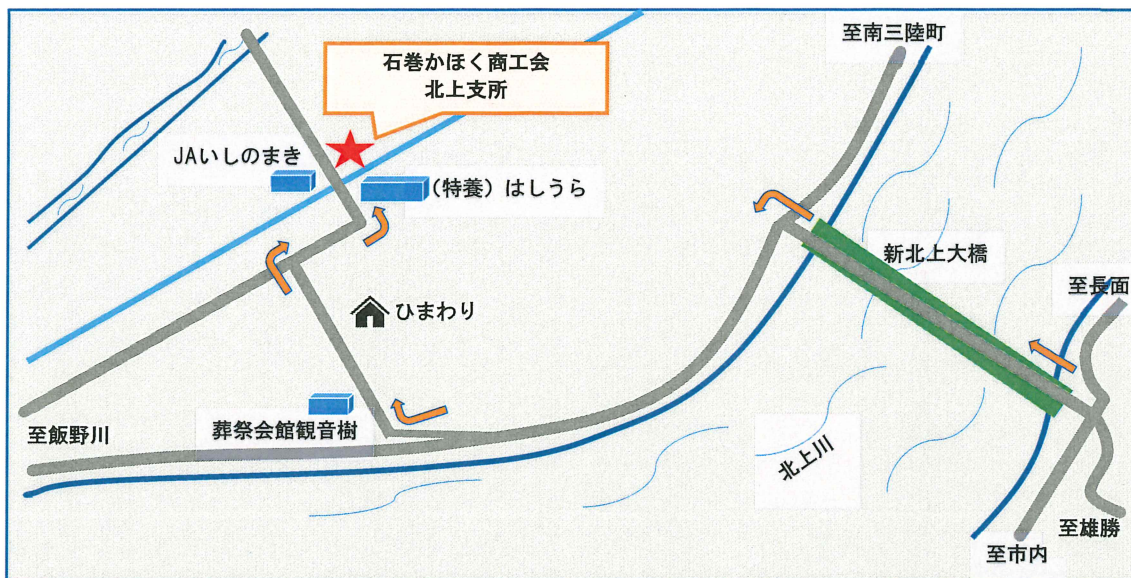 至南三陸町
石巻かほく商工会
北上支所
JAいしのまき
（特養）はしうら
新北上大橋
至長面
ひまわり
葬祭会館観音樹
至飯野川
北上川
至雄勝
至市内